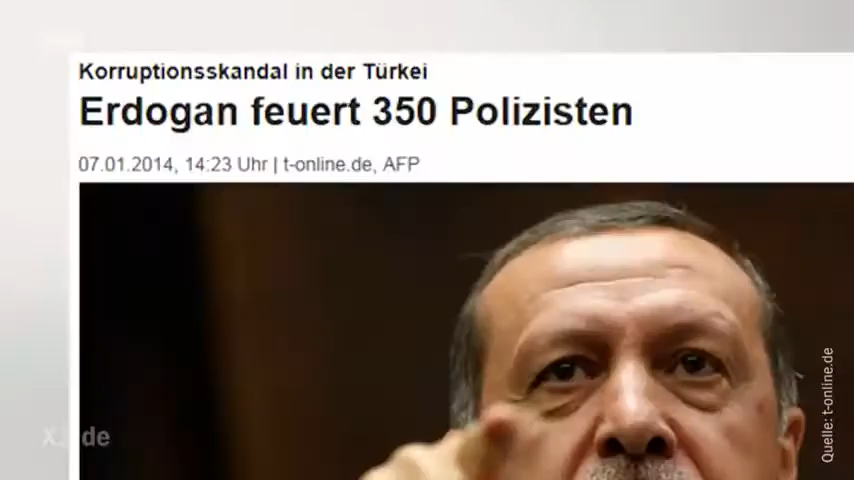 Korruptionsskandal in der Türkei
Erdogan feuert 350 Polizisten
07.01.2014, 14:23 Uhr | t-online.de, AFP
Quelle: t-online.de